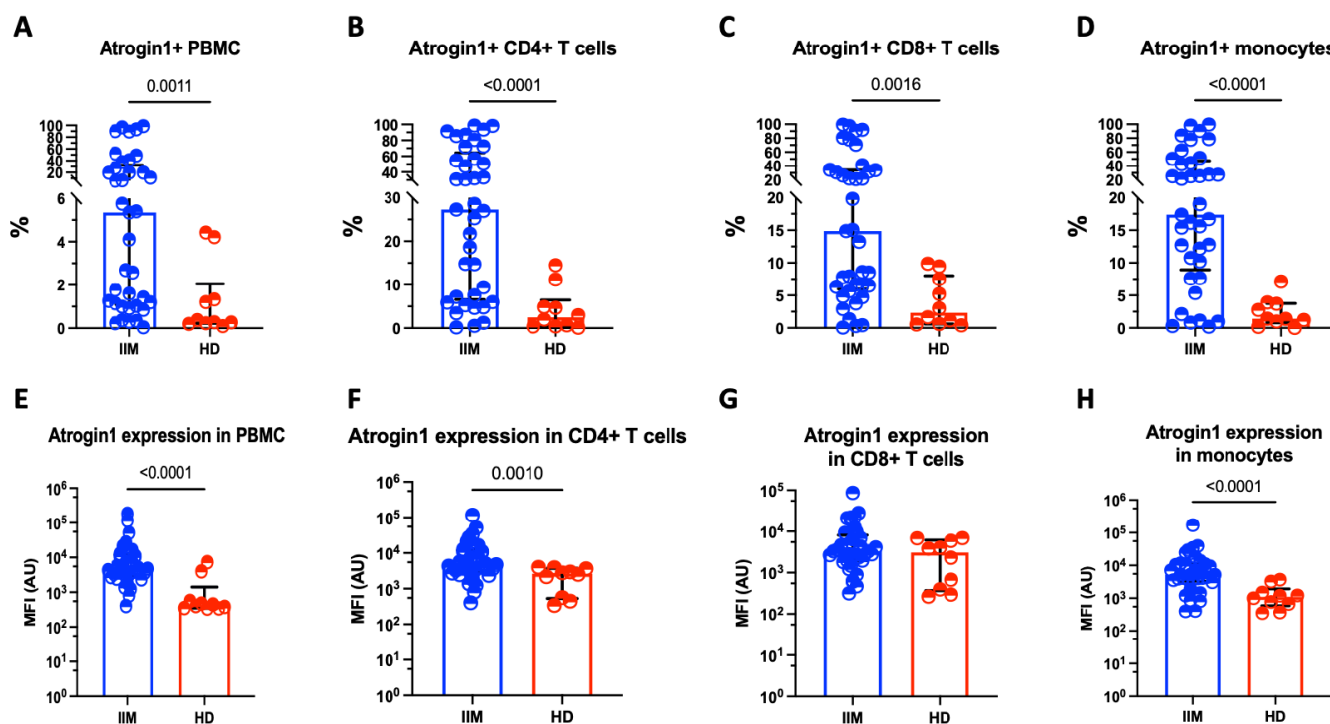 A
Atrogin1+ PBMC
0.0011
%
100
80
60
40
20
6
4
2
0
IIM
HD
B
Atrogin1+ CD4+ T cells
<0.0001
%
100
80
60
40
30
20
10
0
IIM
HD
C
Atrogin1+ CD8+ T cells
0.0016
%
100
80
60
40
20
20
15
10
5
0
IIM
HD
D
Atrogin1+ monocytes
<0.0001
%
100
80
60
40
20
20
15
10
5
0
IIM
HD
E
Atrogin1 expression in PBMC
<0.0001
MFI (AU)
10⁶
10⁵
10⁴
10³
10²
10¹
10⁰
IIM
HD
F
Atrogin1 expression in CD4+ T cells
0.0010
MFI (AU)
10⁶
10⁵
10⁴
10³
10²
10¹
10⁰
IIM
HD
G
Atrogin1 expression
in CD8+ T cells
MFI (AU)
10⁵
10⁴
10³
10²
10¹
10⁰
IIM
HD
H
Atrogin1 expression
in monocytes
<0.0001
MFI (AU)
10⁶
10⁵
10⁴
10³
10²
10¹
10⁰
IIM
HD